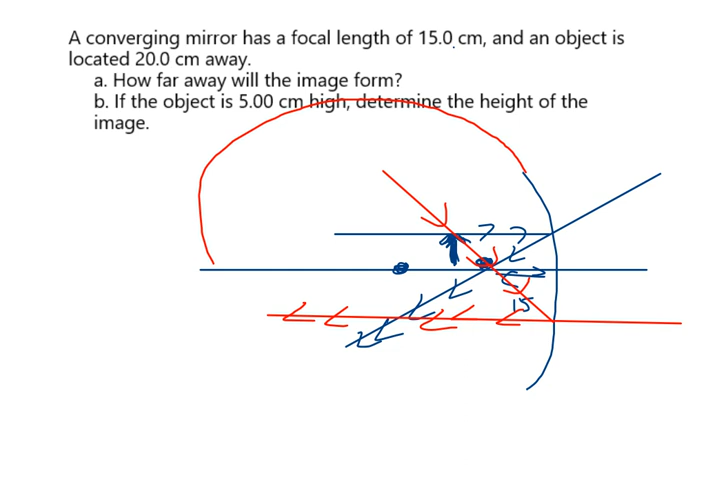 A converging mirror has a focal length of 15.0 cm, and an object is
located 20.0 cm away.
a. How far away will the image form?
b. If the object is 5.00 cm high, determine the height of the
image.
15